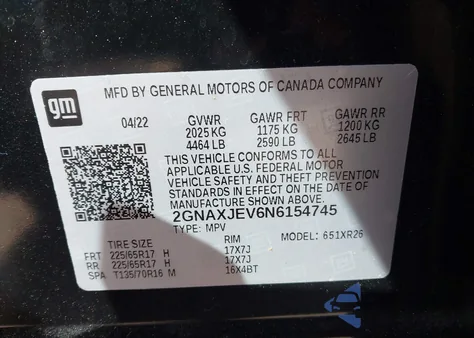 gm
MFD BY GENERAL MOTORS OF CANADA COMPANY
04/22 GVWR GAWR FRT GAWR RR
2025 KG 1175 KG 1200 KG
4464 LB 2590 LB 2645 LB
THIS VEHICLE CONFORMS TO ALL
APPLICABLE U.S. FEDERAL MOTOR
VEHICLE SAFETY AND THEFT PREVENTION
STANDARDS IN EFFECT ON THE DATE OF
MANUFACTURE SHOWN ABOVE.
2GNAXJEV6N6154745
TYPE: MPV MODEL: 651XR26
TIRE SIZE RIM
FRT 225/65R17 H 17X7J
RR 225/65R17 H 17X7J
SPA T135/70R16 M 16X4BT